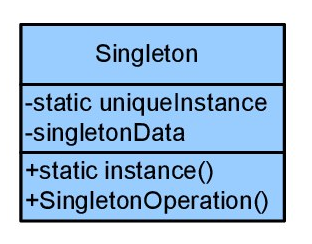 Singleton
-static uniqueInstance
-singletonData
+static instance()
+SingletonOperation()